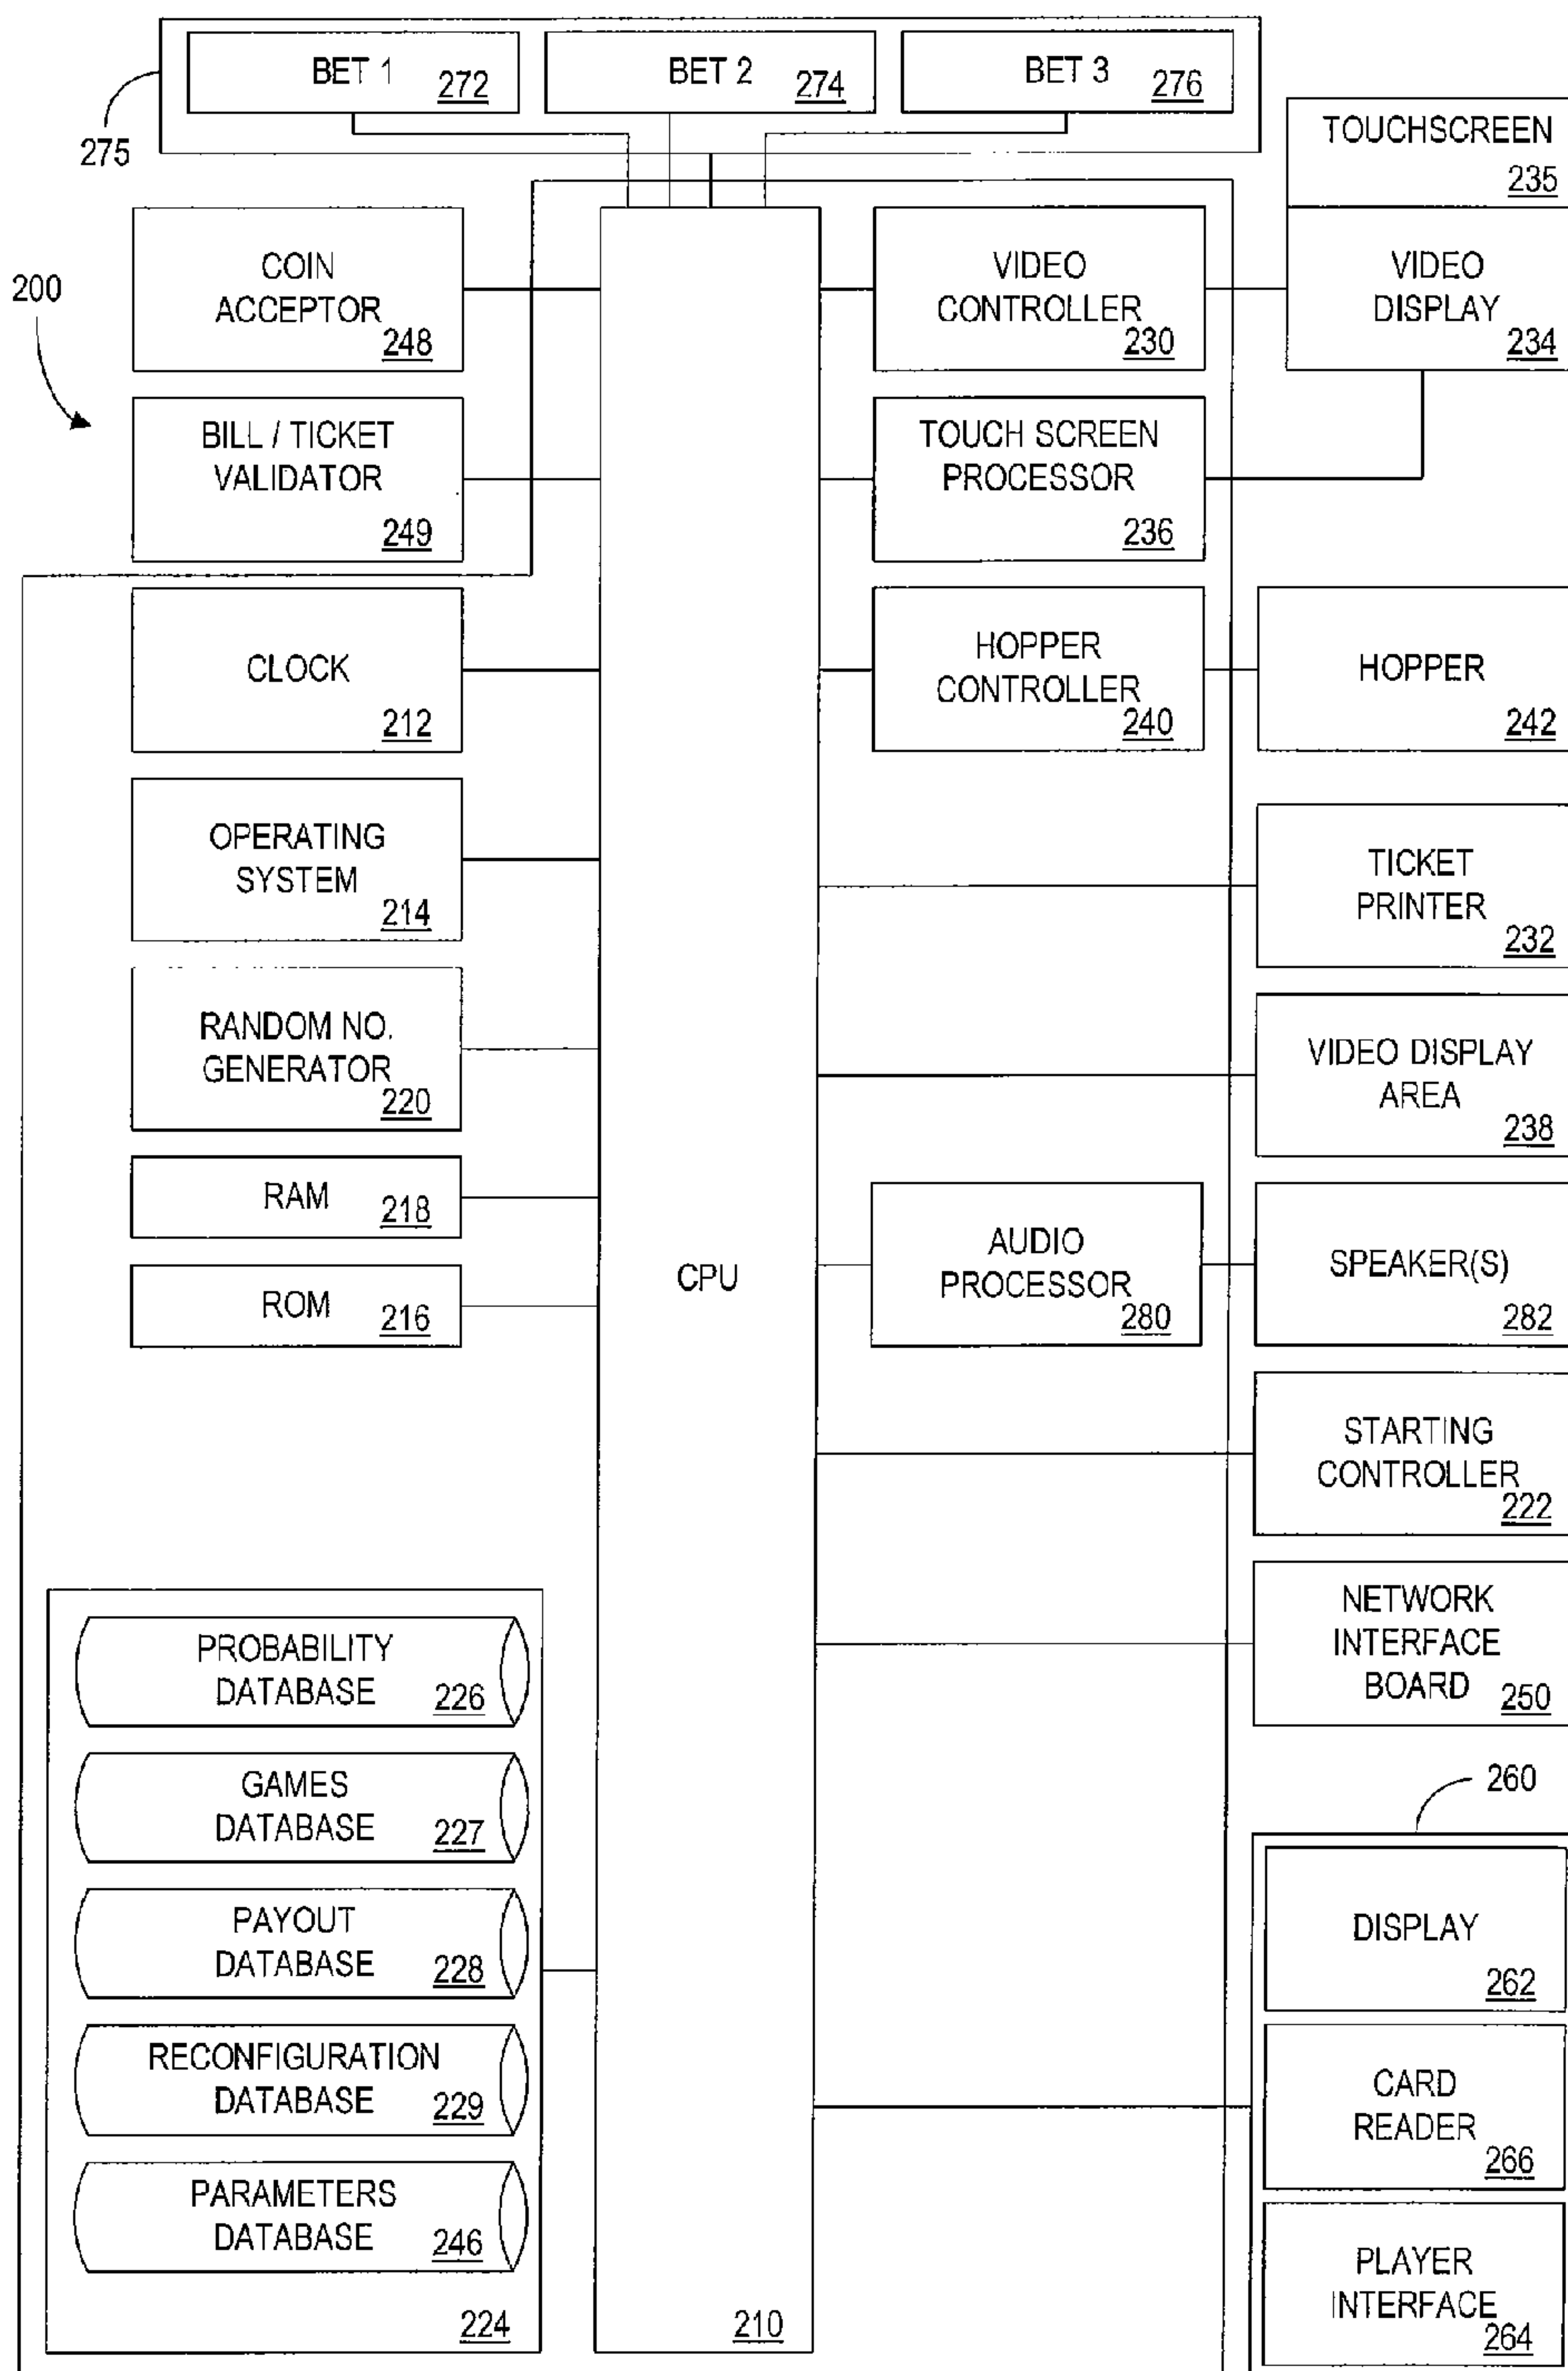 BET 1
272
BET 2
274
BET 3
276
275
TOUCHSCREEN
235
COIN
ACCEPTOR
248
VIDEO
CONTROLLER
230
VIDEO
DISPLAY
234
200
BILL / TICKET
VALIDATOR
249
TOUCH SCREEN
PROCESSOR
236
CLOCK
212
HOPPER
CONTROLLER
240
HOPPER
242
OPERATING
SYSTEM
214
TICKET
PRINTER
232
RANDOM NO.
GENERATOR
220
VIDEO DISPLAY
AREA
238
RAM
218
ROM
216
CPU
AUDIO
PROCESSOR
280
SPEAKER(S)
282
STARTING
CONTROLLER
222
NETWORK
INTERFACE
BOARD
250
PROBABILITY
DATABASE
226
GAMES
DATABASE
227
PAYOUT
DATABASE
228
RECONFIGURATION
DATABASE
229
PARAMETERS
DATABASE
246
224
210
260
DISPLAY
262
CARD
READER
266
PLAYER
INTERFACE
264